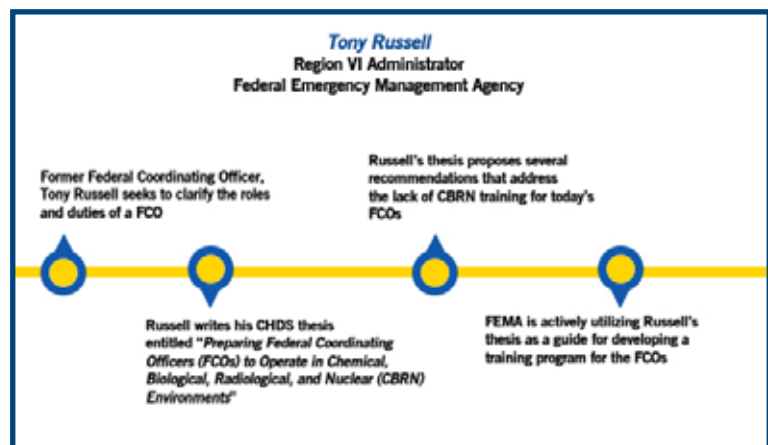 Tony Russell
Region VI Administrator
Federal Emergency Management Agency
Former Federal Coordinating Officer,
Tony Russell seeks to clarify the roles
and duties of a FCO
Russell writes his CHDS thesis
entitled "Preparing Federal Coordinating
Officers (FCOs) to Operate in Chemical,
Biological, Radiological, and Nuclear (CBRN)
Environments"
Russell's thesis proposes several
recommendations that address
the lack of CBRN training for today's
FCOs
FEMA is actively utilizing Russell's
thesis as a guide for developing a
training program for the FCOs